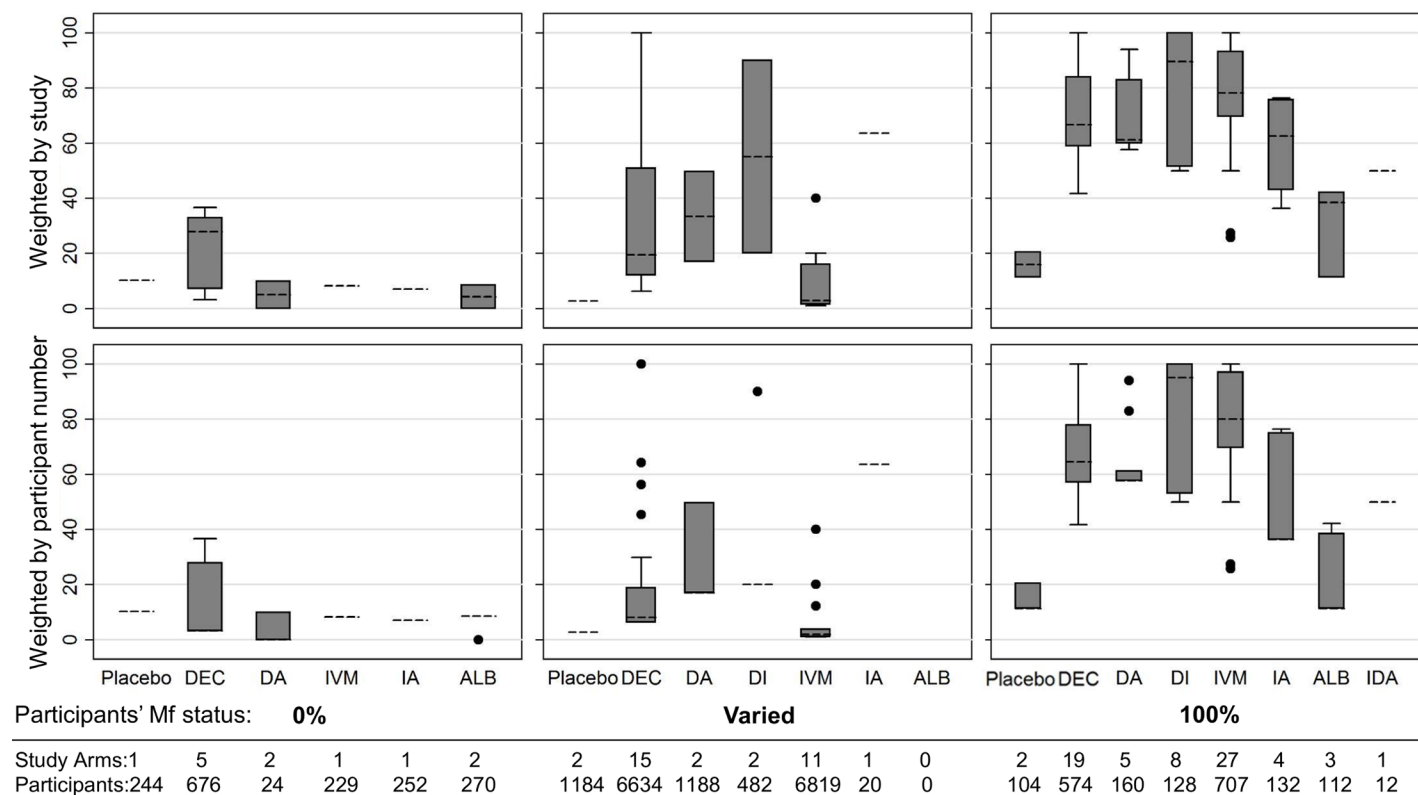 Weighted by study
100
80
60
40
20
0
Weighted by participant number
100
80
60
40
20
0
Placebo DEC DA IVM IA ALB Placebo DEC DA DI IVM IA ALB Placebo DEC DA DI IVM IA ALB IDA
Participants’ Mf status: 0% Varied 100%
Study Arms:1 5 2 1 1 2 2 15 2 2 11 1 0 2 19 5 8 27 4 3 1
Participants:244 676 24 229 252 270 1184 6634 1188 482 6819 20 0 104 574 160 128 707 132 112 12